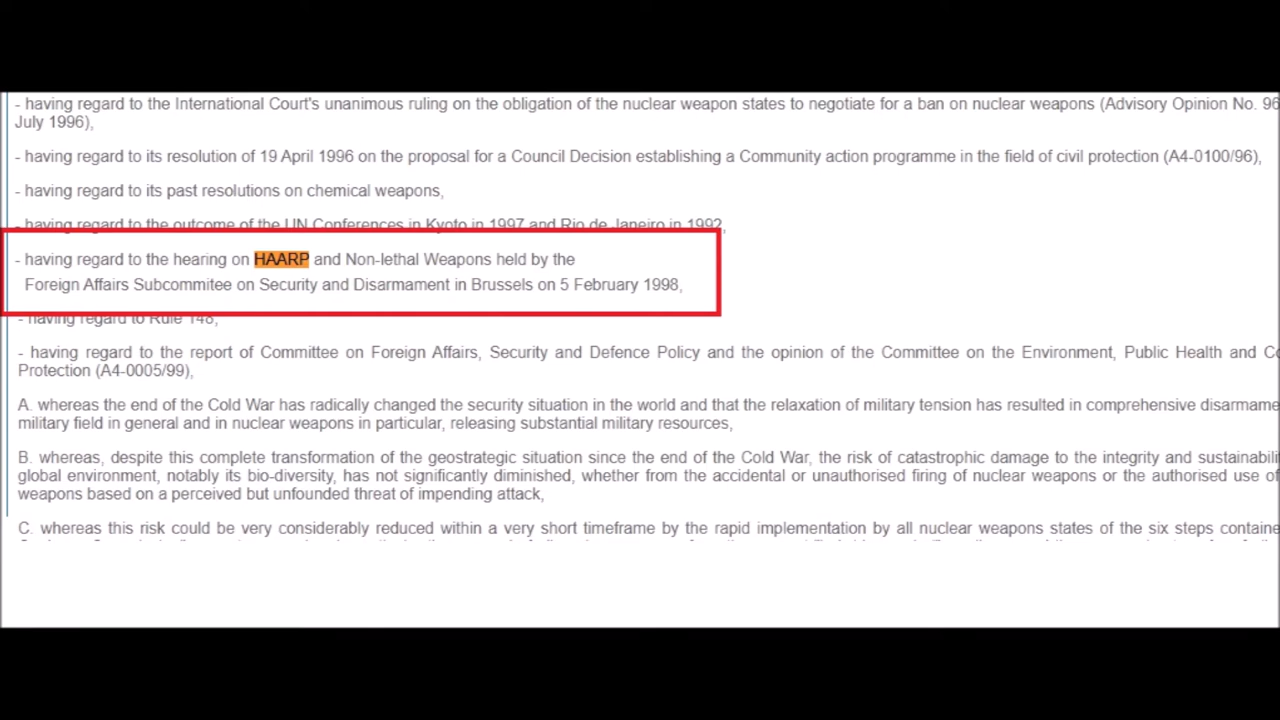 - having regard to the International Court's unanimous ruling on the obligation of the nuclear weapon states to negotiate for a ban on nuclear weapons (Advisory Opinion No. 96
July 1996),
- having regard to its resolution of 19 April 1996 on the proposal for a Council Decision establishing a Community action programme in the field of civil protection (A4-0100/96),
- having regard to its past resolutions on chemical weapons,
- having regard to the outcome of the UN Conferences in Kyoto in 1997 and Rio de Janeiro in 1992,
- having regard to the hearing on HAARP and Non-lethal Weapons held by the
Foreign Affairs Subcommitee on Security and Disarmament in Brussels on 5 February 1998,
- having regard to Rule 148,
- having regard to the report of Committee on Foreign Affairs, Security and Defence Policy and the opinion of the Committee on the Environment, Public Health and Co
Protection (A4-0005/99),
A. whereas the end of the Cold War has radically changed the security situation in the world and that the relaxation of military tension has resulted in comprehensive disarmame
military field in general and in nuclear weapons in particular, releasing substantial military resources,
B. whereas, despite this complete transformation of the geostrategic situation since the end of the Cold War, the risk of catastrophic damage to the integrity and sustainabili
global environment, notably its bio-diversity, has not significantly diminished, whether from the accidental or unauthorised firing of nuclear weapons or the authorised use of
weapons based on a perceived but unfounded threat of impending attack,
C. whereas this risk could be very considerably reduced within a very short timeframe by the rapid implementation by all nuclear weapons states of the six steps containe